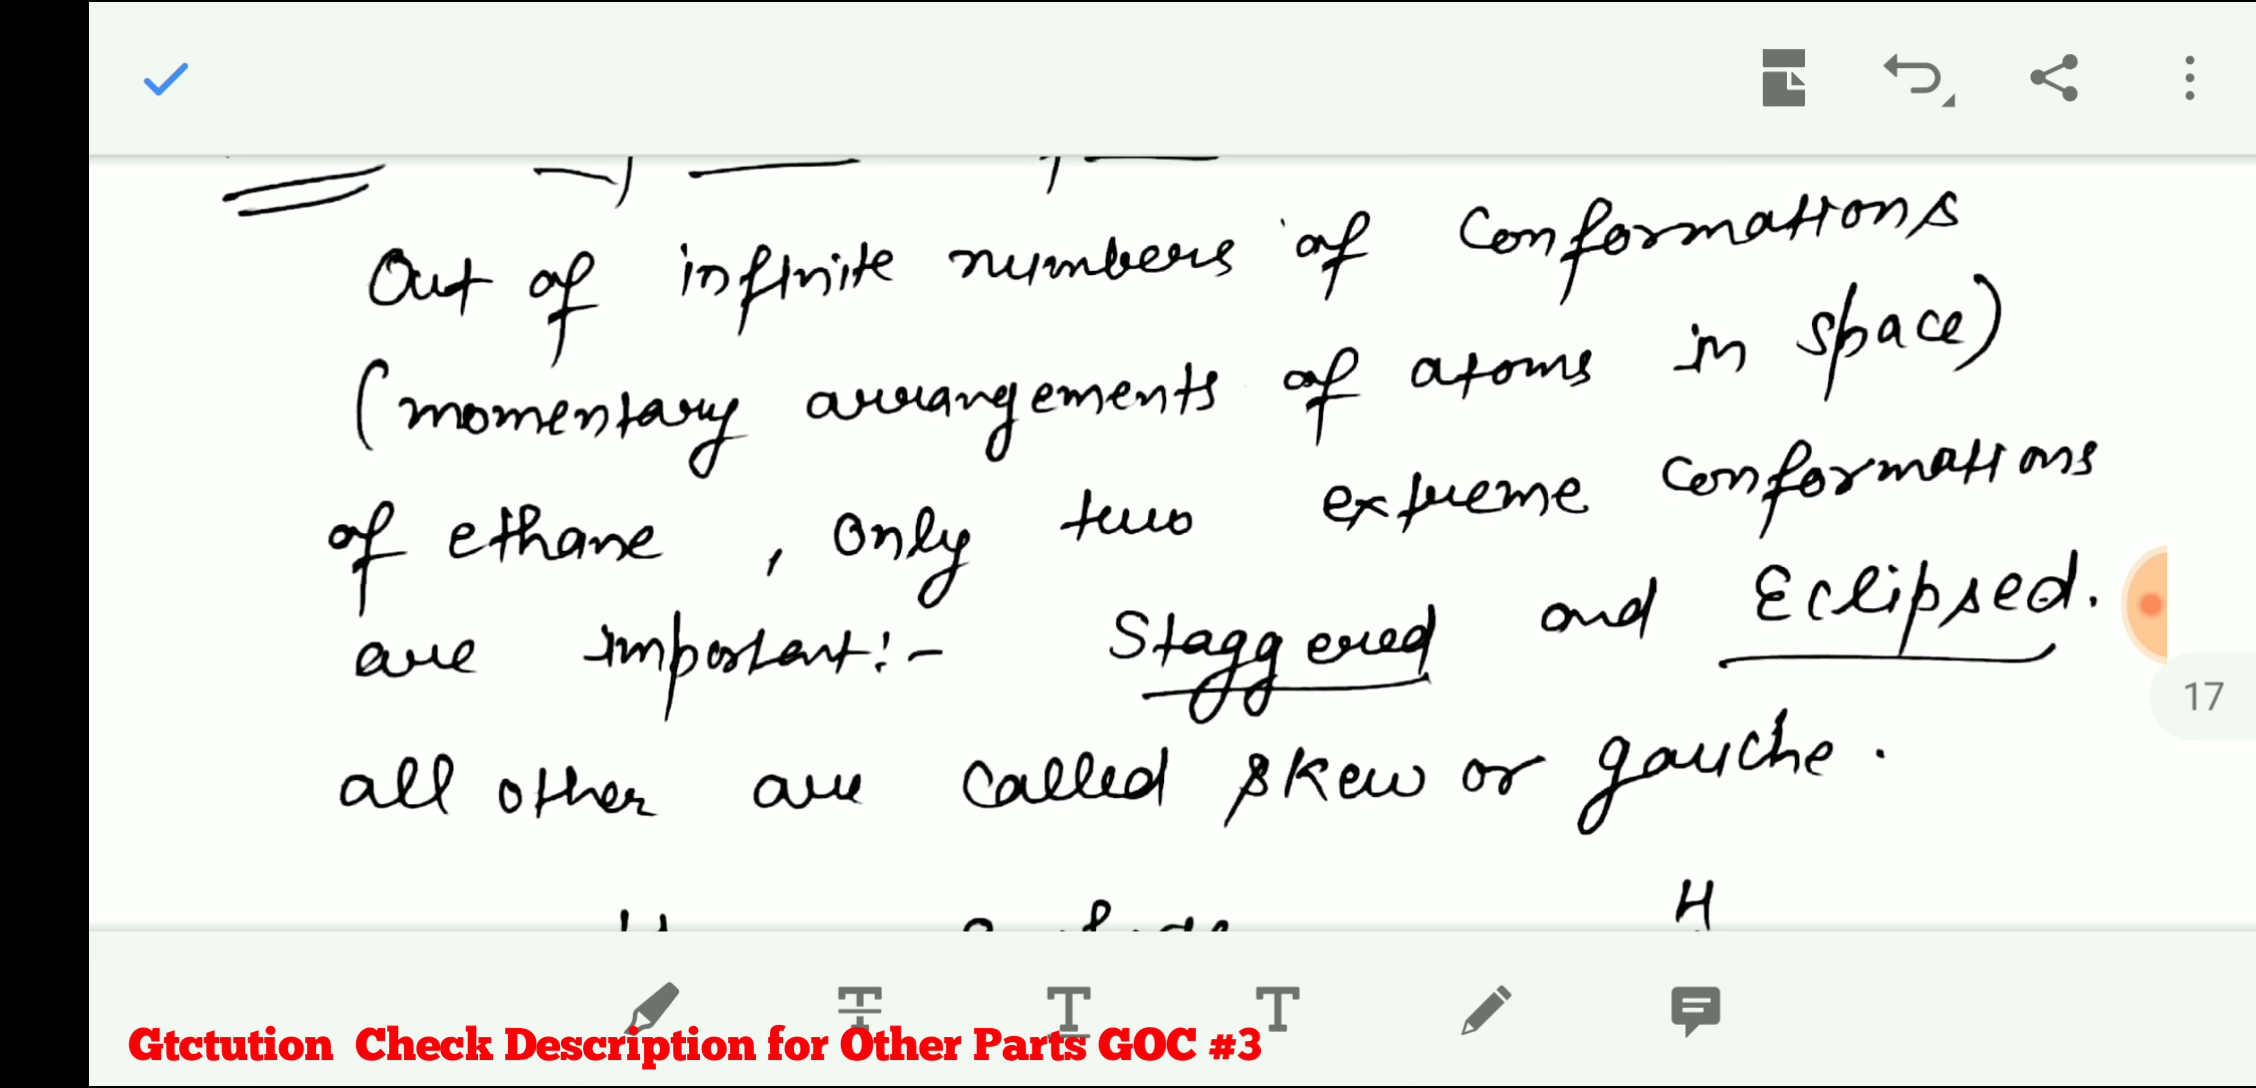 Out of infinite numbers of Conformations
(momentary arrangements of atoms in space)
of ethane , only two extreme conformations
are important:- Staggered and Eclipsed.
all other are called skew or gauche.
H
17
Gtctution Check Description for Other Parts GOC #3